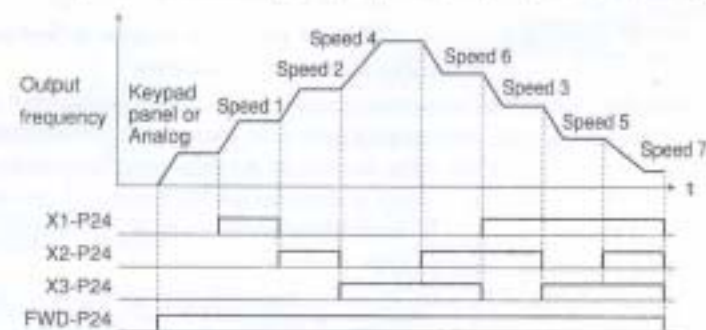 Speed 4
Speed 6
Speed 2
Output
frequency
Keypad
panel or
Analog
Speed 1
Speed 3
Speed 5
Speed 7
t
X1-P24
X2-P24
X3-P24
FWD-P24